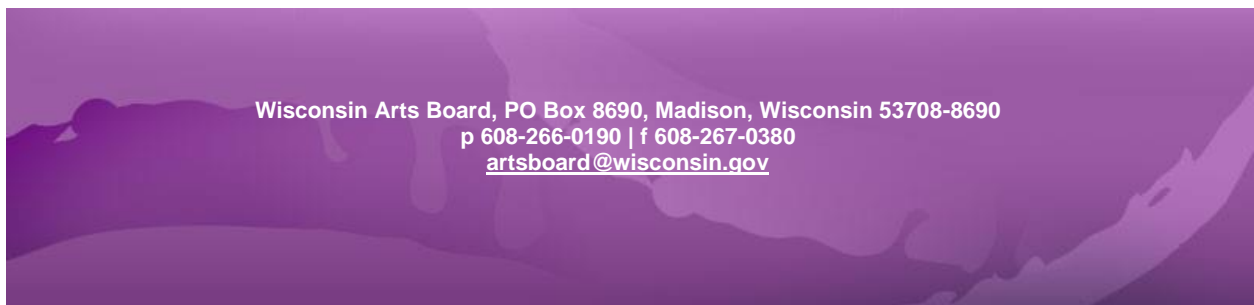 Wisconsin Arts Board, PO Box 8690, Madison, Wisconsin 53708-8690
p 608-266-0190 | f 608-267-0380
artsboard@wisconsin.gov